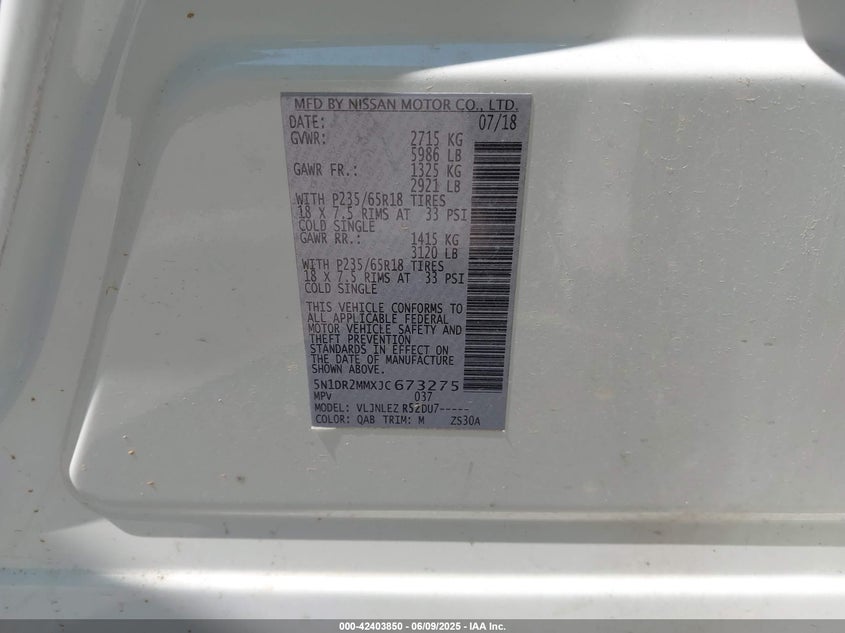 MFD BY NISSAN MOTOR CO., LTD.
DATE: 07/18
GVWR: 2715 KG
5986 LB
GAWR FR.: 1325 KG
2921 LB
WITH P235/65R18 TIRES
18 X 7.5 RIMS AT 33 PSI
COLD SINGLE
GAWR RR.: 1415 KG
3120 LB
WITH P235/65R18 TIRES
18 X 7.5 RIMS AT 33 PSI
COLD SINGLE
THIS VEHICLE CONFORMS TO
ALL APPLICABLE FEDERAL
MOTOR VEHICLE SAFETY AND
THEFT PREVENTION
STANDARDS IN EFFECT ON
THE DATE OF MANUFACTURE
SHOWN ABOVE.
5N1DR2MMXJC673275
MPV 037
MODEL: VLJNLEZ R52DU7-----
COLOR: QAB TRIM: M ZS30A
000-42403850 - 06/09/2025 - IAA Inc.